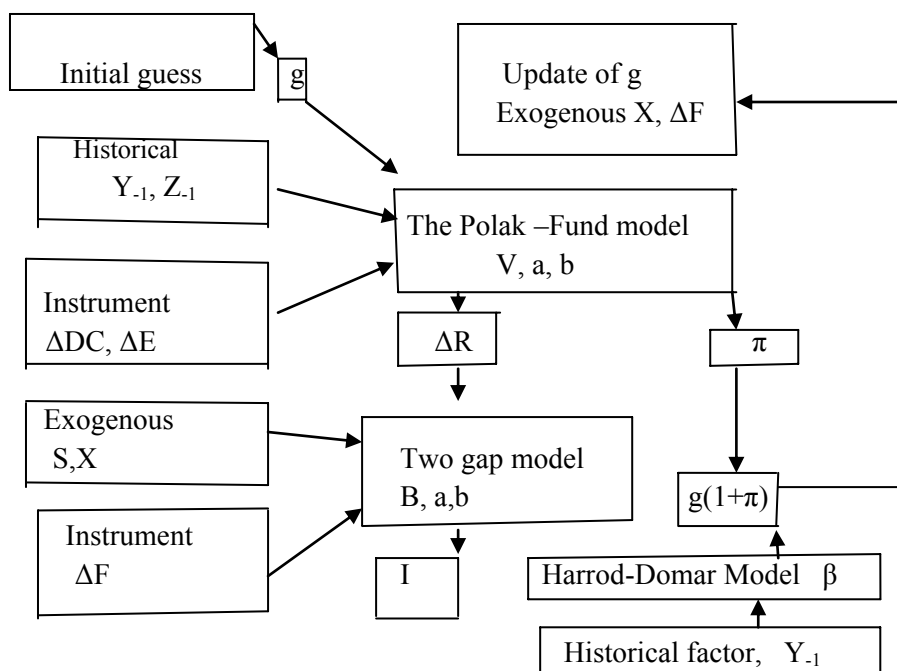 Initial guess
g
Update of g
Exogenous X, ΔF
Historical
Y-1, Z-1
The Polak –Fund model
V, a, b
Instrument
ΔDC, ΔE
ΔR
π
Exogenous
S,X
Two gap model
B, a,b
g(1+π)
Instrument
ΔF
I
Harrod-Domar Model β
Historical factor, Y-1